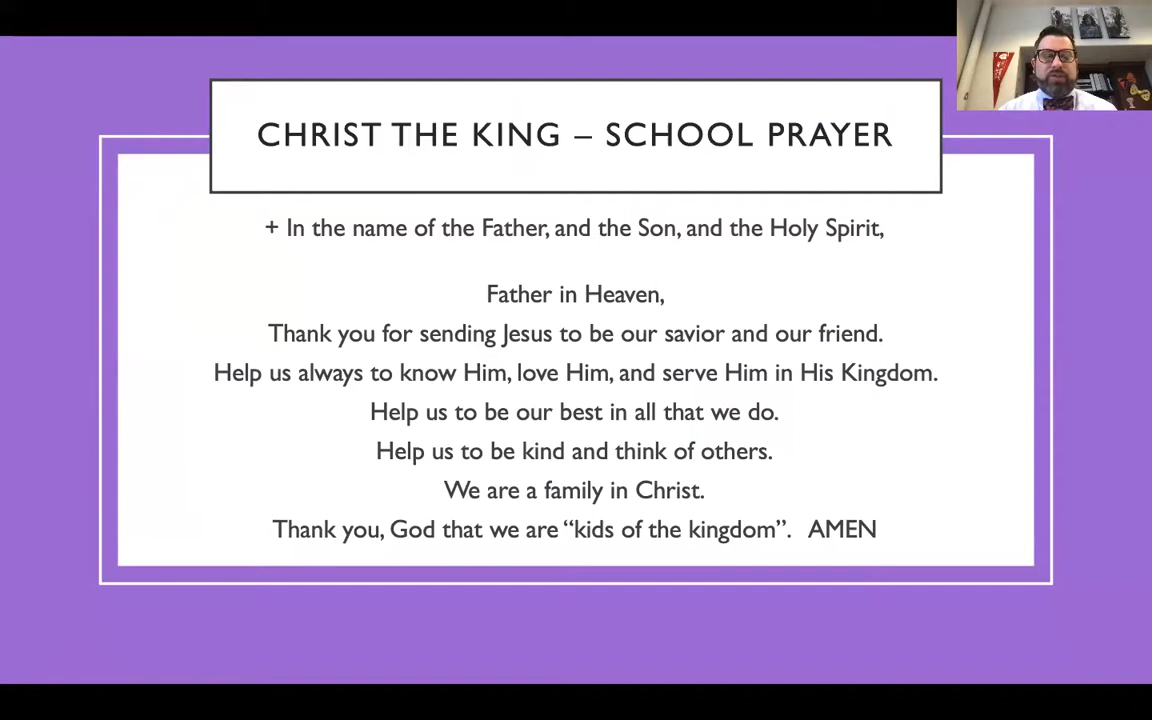 CHRIST THE KING – SCHOOL PRAYER
+ In the name of the Father, and the Son, and the Holy Spirit,
Father in Heaven,
Thank you for sending Jesus to be our savior and our friend.
Help us always to know Him, love Him, and serve Him in His Kingdom.
Help us to be our best in all that we do.
Help us to be kind and think of others.
We are a family in Christ.
Thank you, God that we are “kids of the kingdom”. AMEN